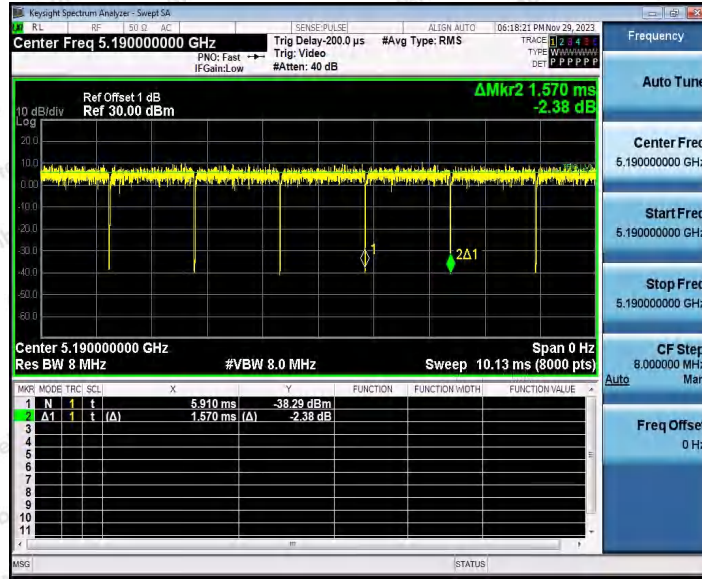 Keysight Spectrum Analyzer - Swept SA
RL RF 50 Ω AC SENSE:PULSE ALIGN AUTO 06:18:21 PM Nov 29, 2023
Center Freq 5.190000000 GHz
PNO: Fast
IFGain:Low
Trig Delay-200.0 µs
Trig: Video
#Atten: 40 dB
#Avg Type: RMS
TRACE 1 2 3 4 5 6
TYPE WWWWWW
DET P P P P P P
Frequency
Auto Tune
Center Freq
5.190000000 GHz
Start Freq
5.190000000 GHz
Stop Freq
5.190000000 GHz
CF Step
8.000000 MHz
Auto Man
Freq Offset
0 Hz
ΔMkr2 1.570 ms
-2.38 dB
Ref Offset 1 dB
10 dB/div Ref 30.00 dBm
Log
20.0
10.0
0.00
-10.0
-20.0
-30.0
-40.0
-50.0
-60.0
1
2Δ1
Center 5.190000000 GHz Span 0 Hz
Res BW 8 MHz #VBW 8.0 MHz Sweep 10.13 ms (8000 pts)
MKR MODE TRC SCL X Y FUNCTION FUNCTION WIDTH FUNCTION VALUE
1 N 1 t 5.910 ms -38.29 dBm
2 Δ1 1 t (Δ) 1.570 ms (Δ) -2.38 dB
3
4
5
6
7
8
9
10
11
MSG STATUS